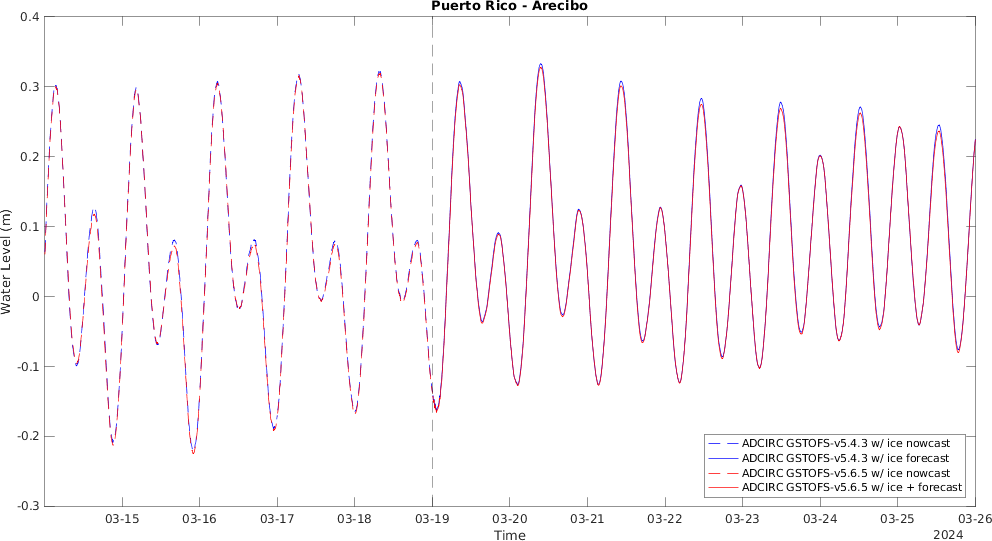 Puerto Rico - Arecibo
0.4
0.3
0.2
0.1
0
-0.1
-0.2
-0.3
Water Level (m)
ADCIRC GSTOFS-v5.4.3 w/ ice nowcast
ADCIRC GSTOFS-v5.4.3 w/ ice forecast
ADCIRC GSTOFS-v5.6.5 w/ ice nowcast
ADCIRC GSTOFS-v5.6.5 w/ ice + forecast
03-15 03-16 03-17 03-18 03-19 03-20 03-21 03-22 03-23 03-24 03-25 03-26
Time
2024